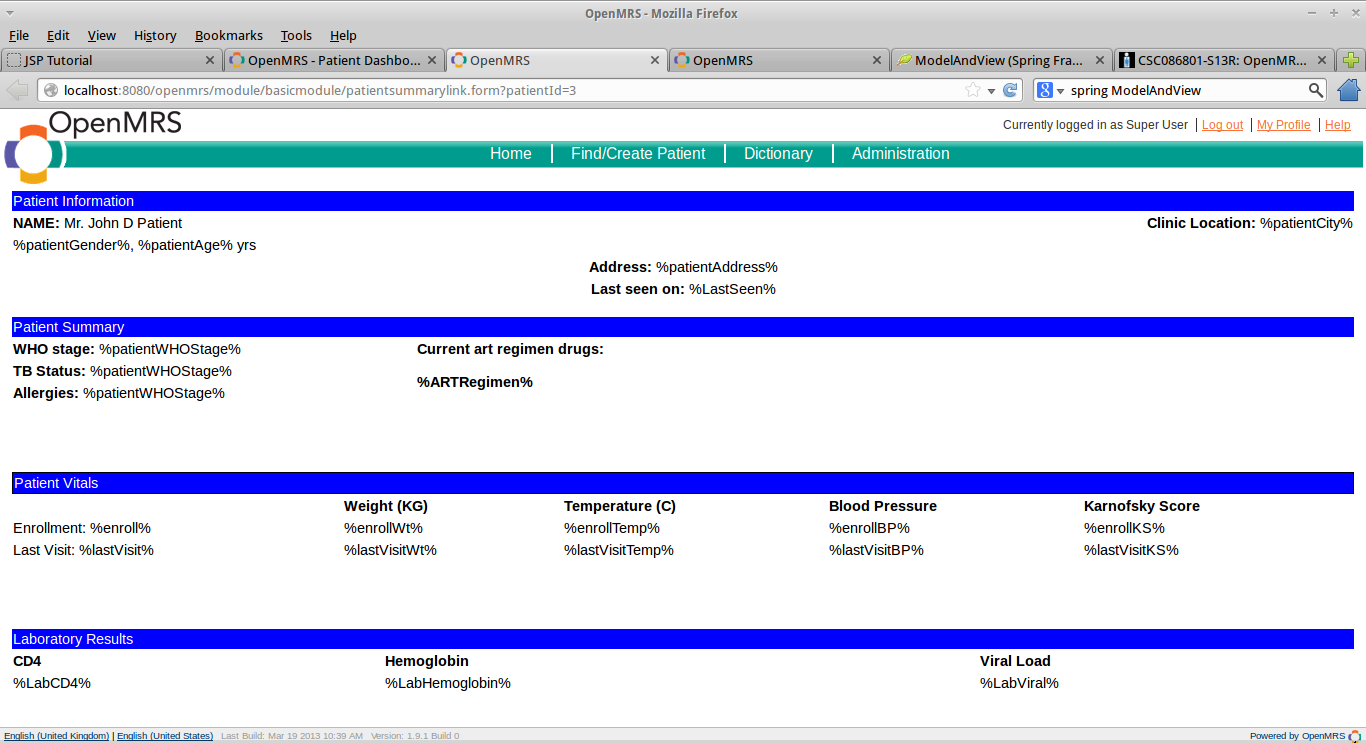 OpenMRS - Mozilla Firefox
File Edit View History Bookmarks Tools Help
JSP Tutorial OpenMRS - Patient Dashbo... OpenMRS OpenMRS ModelAndView (Spring Fra... CSC086801-S13R: OpenMR...
localhost:8080/openmrs/module/basicmodule/patientsummarylink.form?patientId=3 8 spring ModelAndView
OpenMRS
Currently logged in as Super User | Log out | My Profile | Help
Home | Find/Create Patient | Dictionary | Administration
Patient Information
NAME: Mr. John D Patient Clinic Location: %patientCity%
%patientGender%, %patientAge% yrs
Address: %patientAddress%
Last seen on: %LastSeen%
Patient Summary
WHO stage: %patientWHOStage% Current art regimen drugs:
TB Status: %patientWHOStage%
%ARTRegimen%
Allergies: %patientWHOStage%
Patient Vitals
Weight (KG) Temperature (C) Blood Pressure Karnofsky Score
Enrollment: %enroll% %enrollWt% %enrollTemp% %enrollBP% %enrollKS%
Last Visit: %lastVisit% %lastVisitWt% %lastVisitTemp% %lastVisitBP% %lastVisitKS%
Laboratory Results
CD4 Hemoglobin Viral Load
%LabCD4% %LabHemoglobin% %LabViral%
English (United Kingdom) | English (United States) Last Build: Mar 19 2013 10:39 AM Version: 1.9.1 Build 0 Powered by OpenMRS